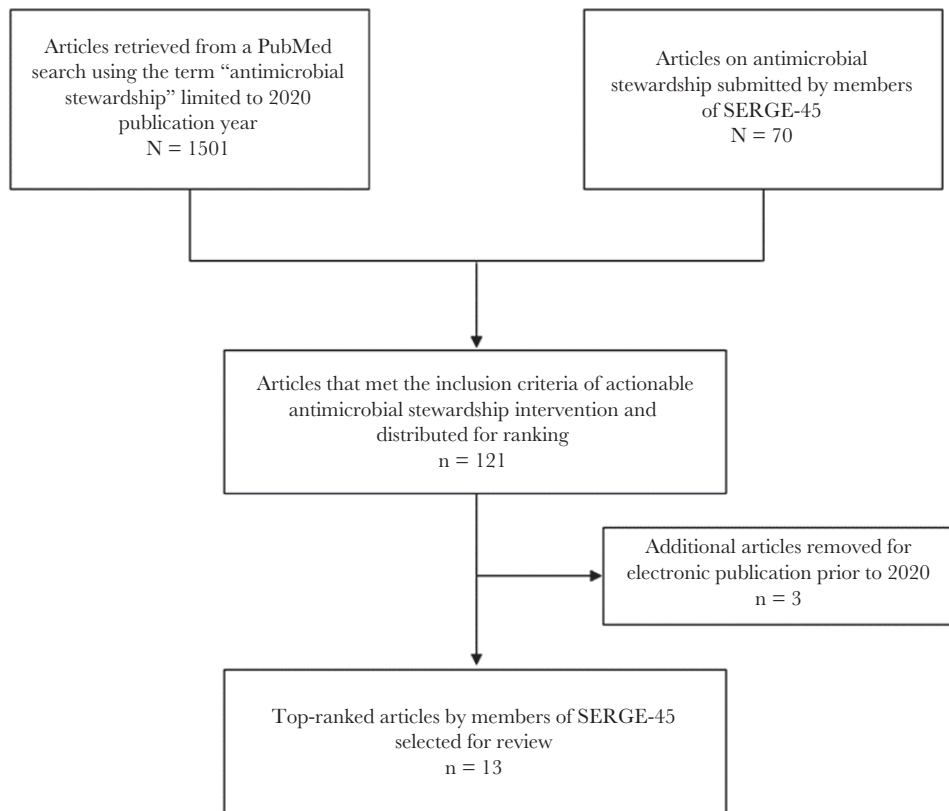 Articles retrieved from a PubMed
search using the term “antimicrobial
stewardship” limited to 2020
publication year
N = 1501
Articles on antimicrobial
stewardship submitted by members
of SERGE-45
N = 70
Articles that met the inclusion criteria of actionable
antimicrobial stewardship intervention and
distributed for ranking
n = 121
Additional articles removed for
electronic publication prior to 2020
n = 3
Top-ranked articles by members of SERGE-45
selected for review
n = 13